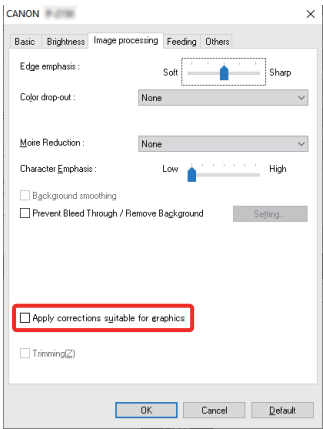 CANON
Basic Brightness Image processing Feeding Others
Edge emphasis : Soft Sharp
Color drop-out : None
Moire Reduction : None
Character Emphasis : Low High
Background smoothing
Prevent Bleed Through / Remove Background Setting...
Apply corrections suitable for graphics
Trimming(Z)
OK Cancel Default